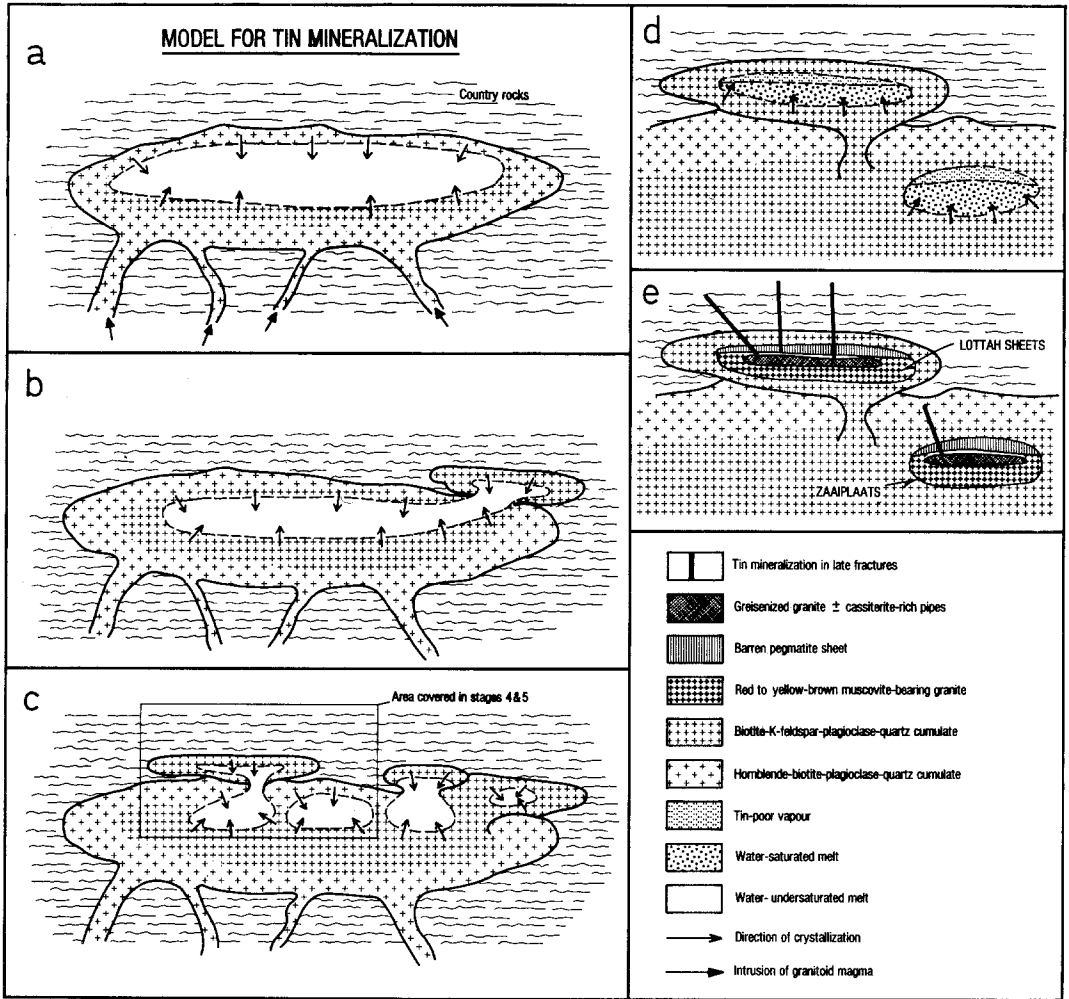 a
MODEL FOR TIN MINERALIZATION
Country rocks
b
c
Area covered in stages 4&5
d
e
LOTTAH SHEETS
ZAAIPLAATS
Tin mineralization in late fractures
Greisenized granite ± cassiterite-rich pipes
Barren pegmatite sheet
Red to yellow-brown muscovite-bearing granite
Biotite-K-feldspar-plagioclase-quartz cumulate
Hornblende-biotite-plagioclase-quartz cumulate
Tin-poor vapour
Water-saturated melt
Water- undersaturated melt
Direction of crystallization
Intrusion of granitoid magma